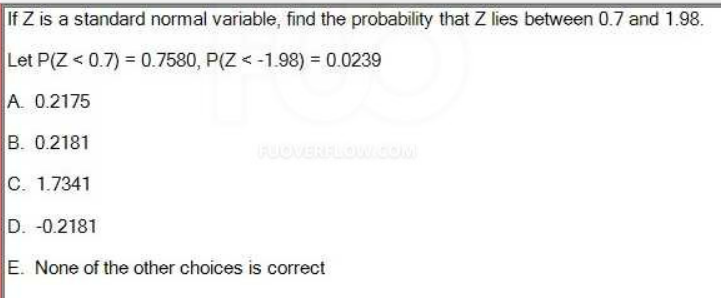 If Z is a standard normal variable, find the probability that Z lies between 0.7 and 1.98.
Let P(Z < 0.7) = 0.7580, P(Z < -1.98) = 0.0239
A. 0.2175
B. 0.2181
FUOVERFLOW.COM
C. 1.7341
D. -0.2181
E. None of the other choices is correct